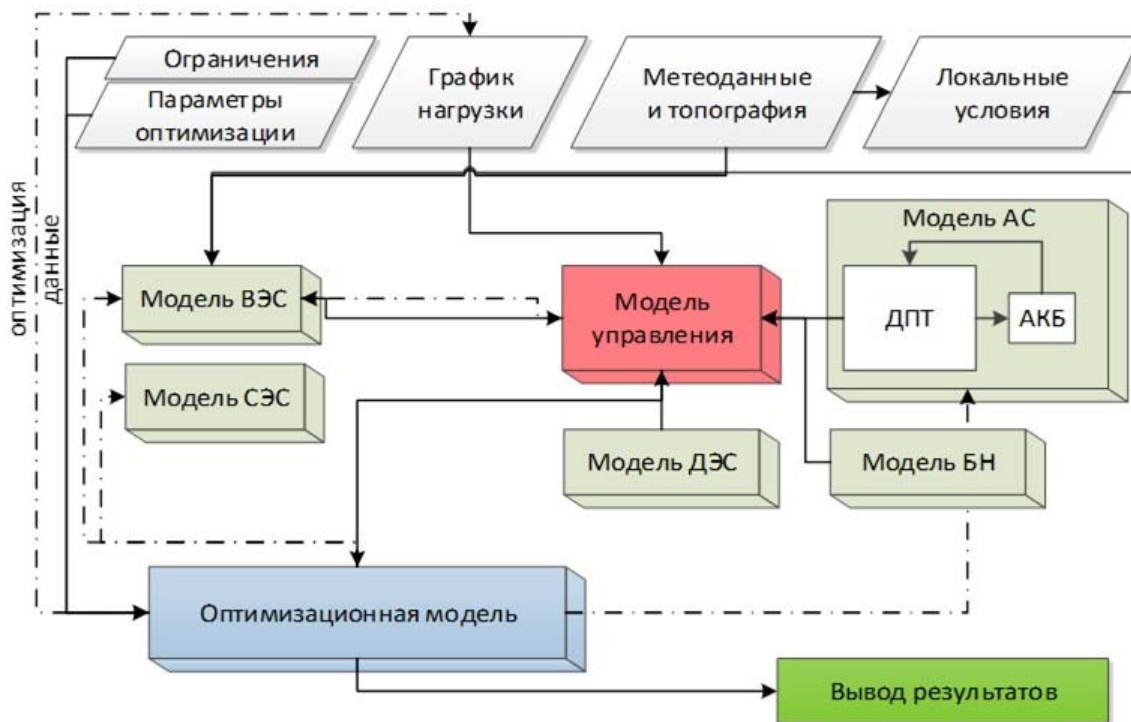 Ограничения
Параметры
оптимизации
График
нагрузки
Метеоданные
и топография
Локальные
условия
оптимизация
данные
Модель АС
ДПТ
АКБ
Модель ВЭС
Модель
управления
Модель СЭС
Модель ДЭС
Модель БН
Оптимизационная модель
Вывод результатов